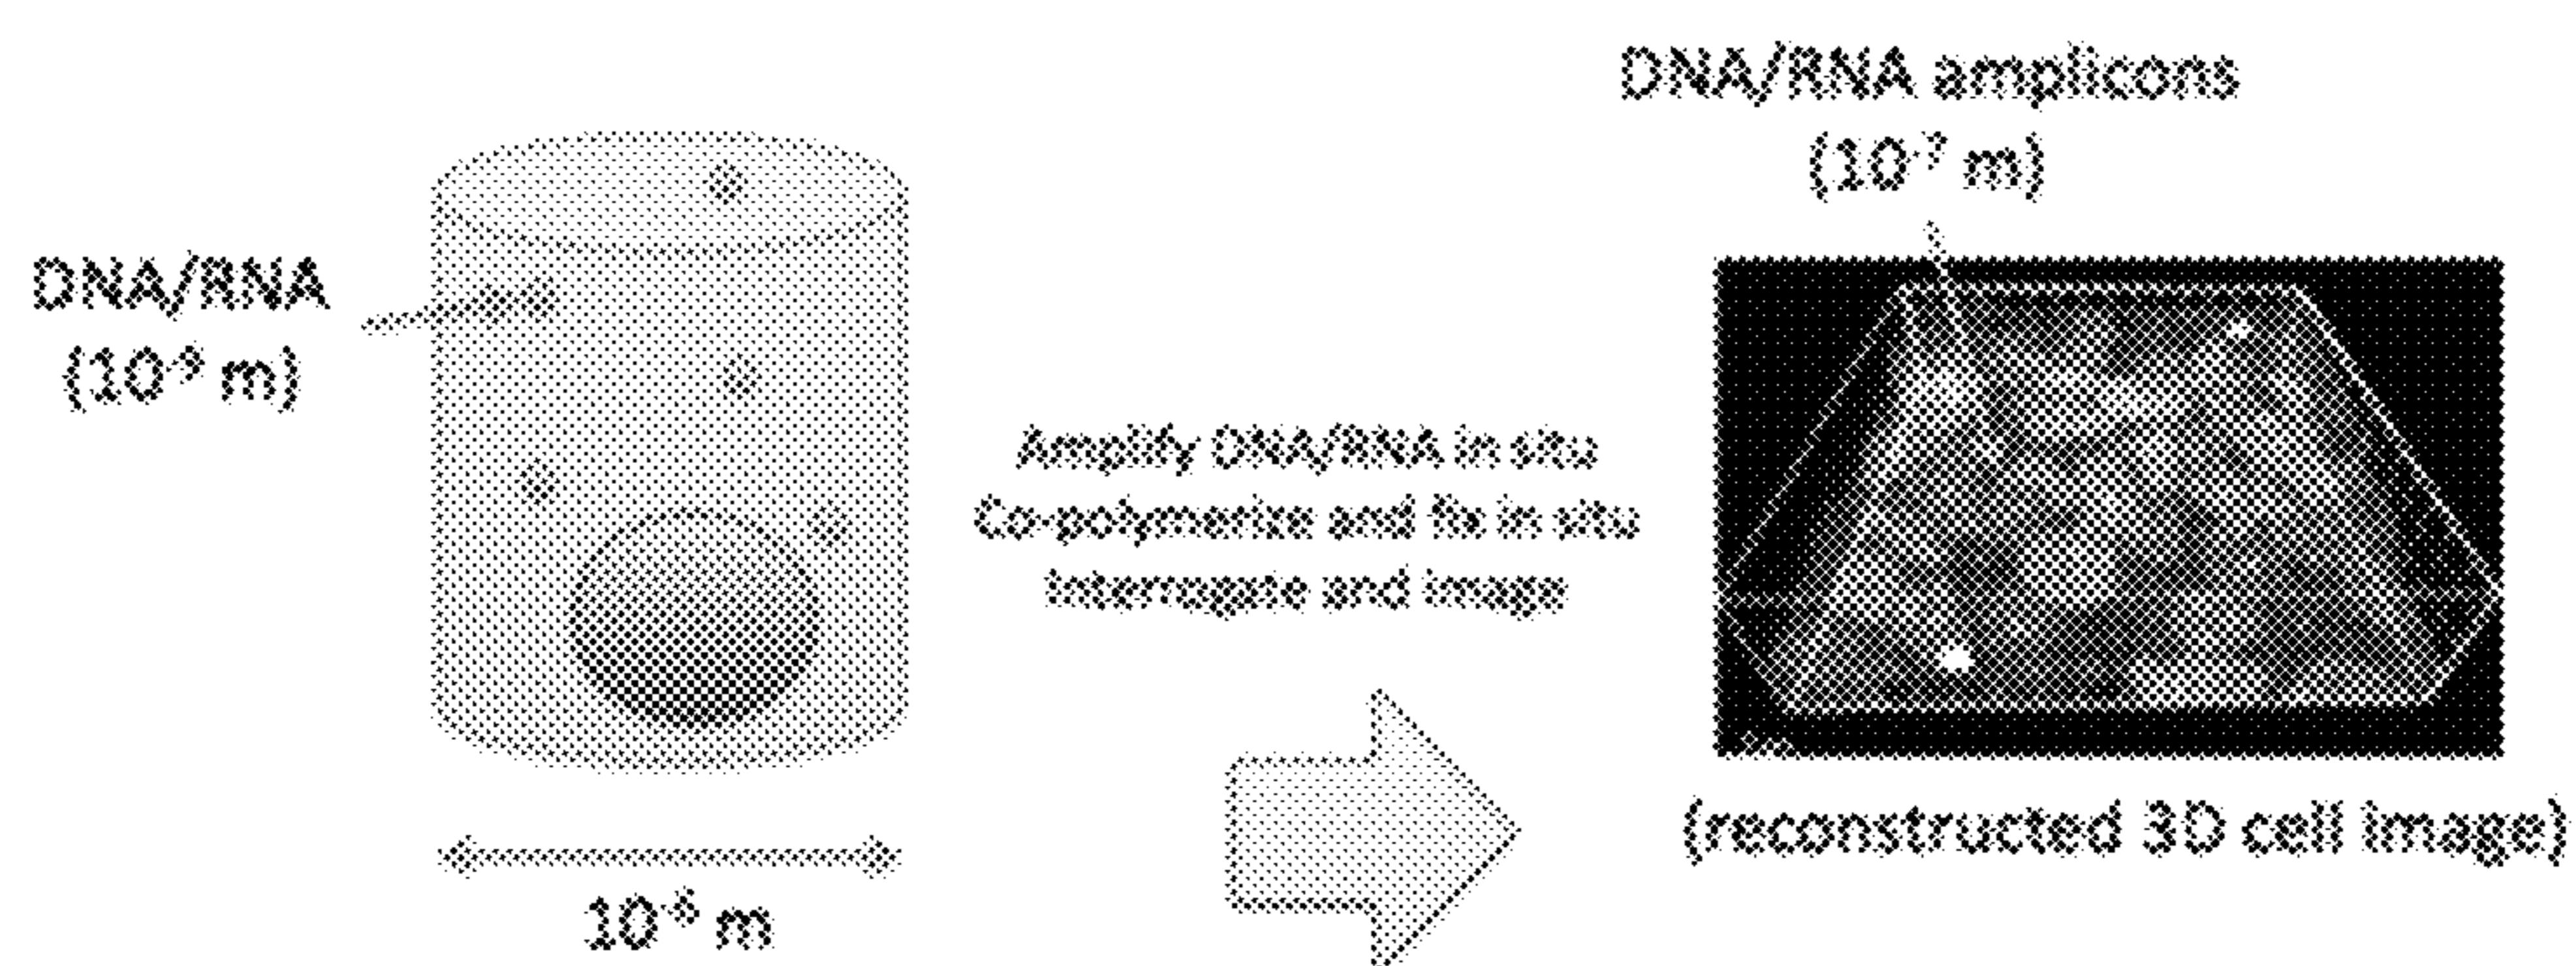 DNA/RNA
(10-9 m)
10-6 m
Amplify DNA/RNA in situ
Co-polymerize and fix in situ
Interrogate and image
DNA/RNA amplicons
(10-7 m)
(reconstructed 3D cell image)